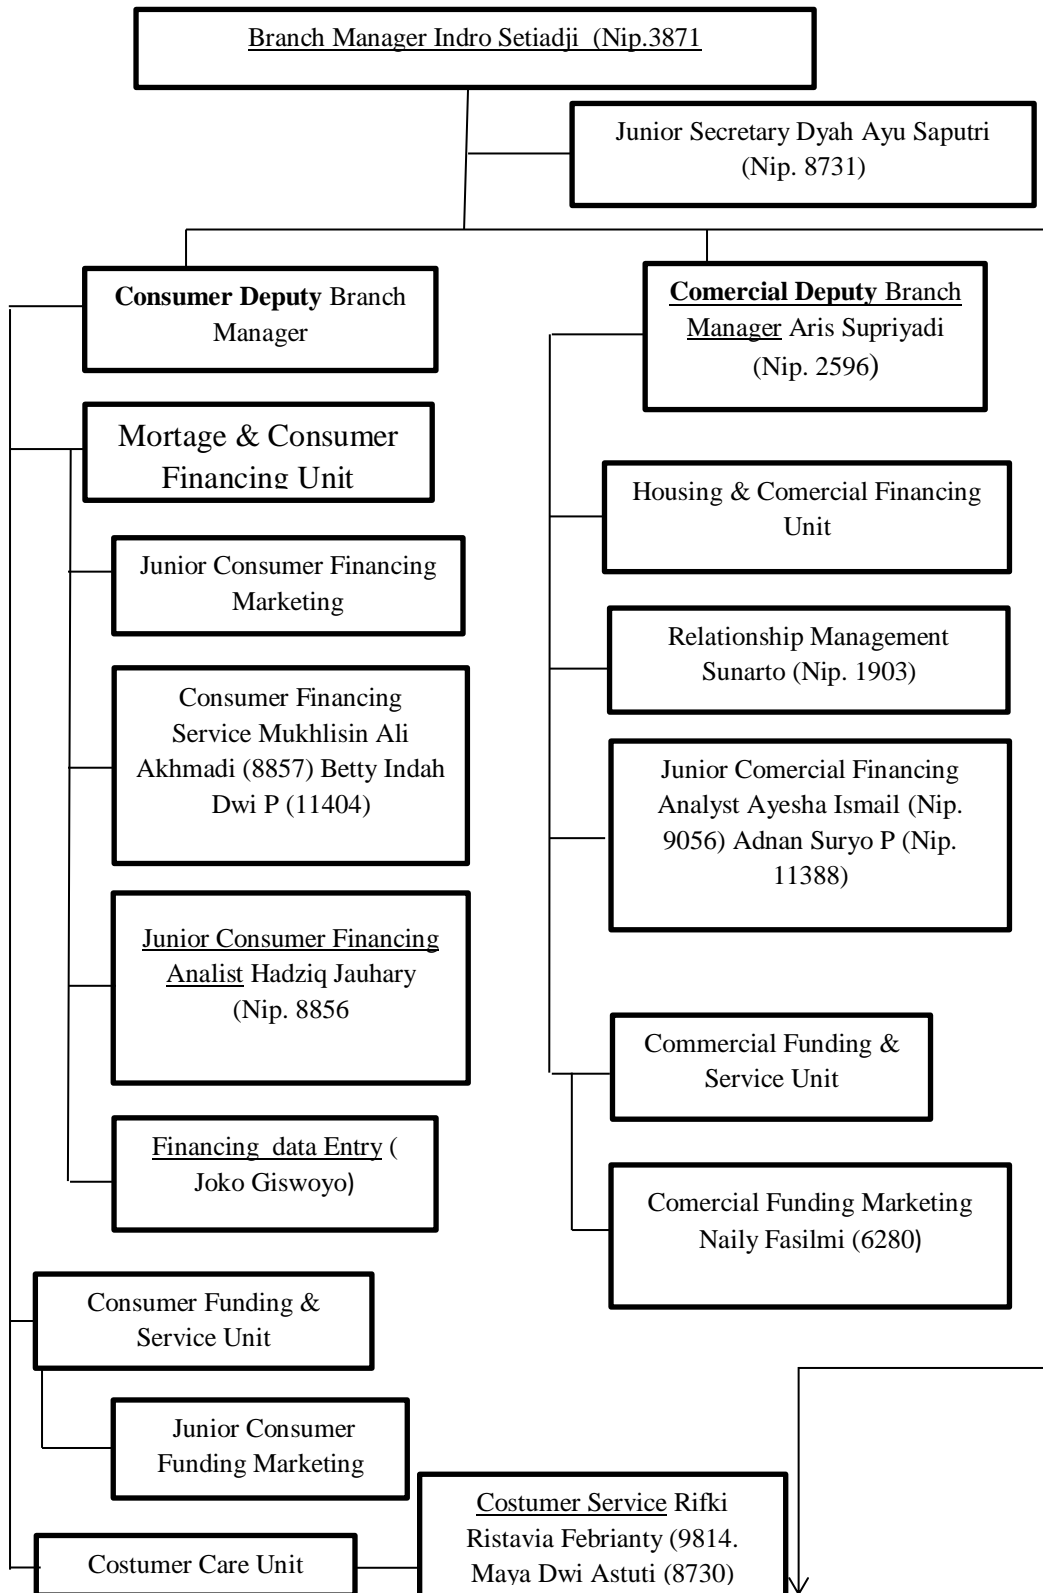 Branch Manager Indro Setiadji (Nip.3871
Junior Secretary Dyah Ayu Saputri
(Nip. 8731)
Consumer Deputy Branch
Manager
Comercial Deputy Branch
Manager Aris Supriyadi
(Nip. 2596)
Mortage & Consumer
Financing Unit
Housing & Comercial Financing
Unit
Junior Consumer Financing
Marketing
Relationship Management
Sunarto (Nip. 1903)
Consumer Financing
Service Mukhlisin Ali
Akhmadi (8857) Betty Indah
Dwi P (11404)
Junior Comercial Financing
Analyst Ayesha Ismail (Nip.
9056) Adnan Suryo P (Nip.
11388)
Junior Consumer Financing
Analist Hadziq Jauhary
(Nip. 8856
Commercial Funding &
Service Unit
Financing data Entry (
Joko Giswoyo)
Comercial Funding Marketing
Naily Fasilmi (6280)
Consumer Funding &
Service Unit
Junior Consumer
Funding Marketing
Costumer Care Unit
Costumer Service Rifki
Ristavia Febrianty (9814.
Maya Dwi Astuti (8730)